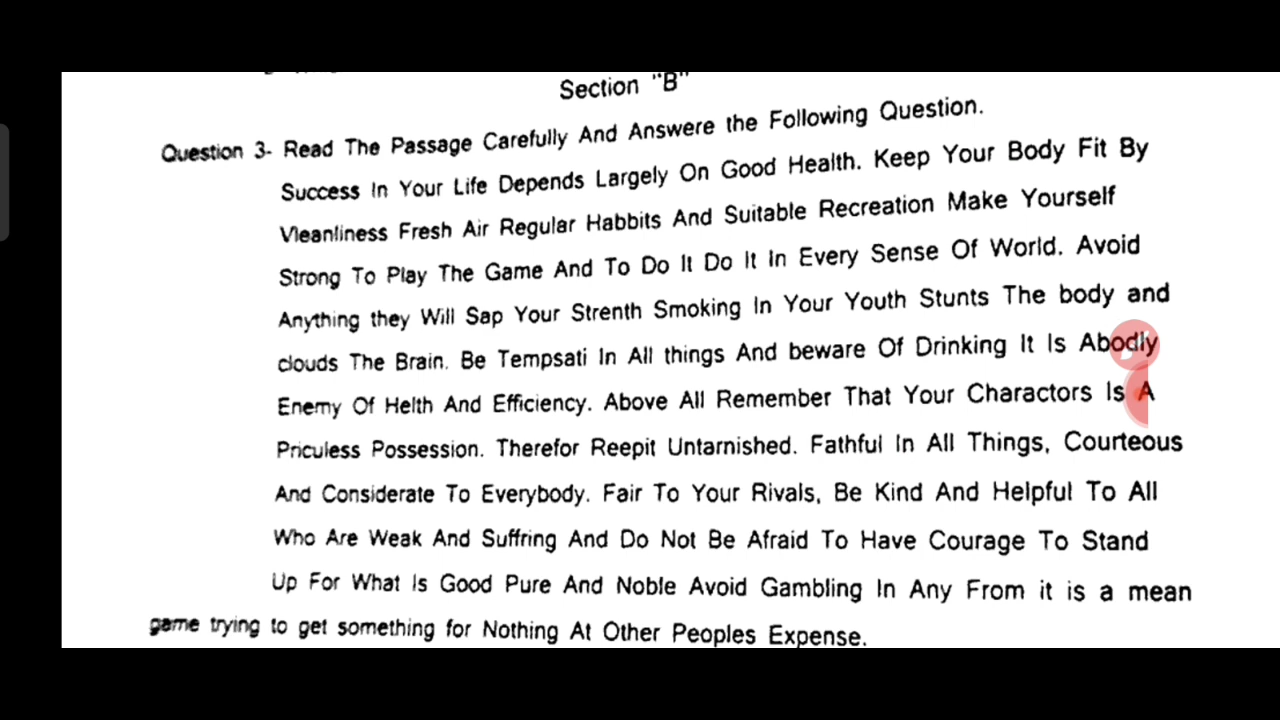 Section "B"
Question 3- Read The Passage Carefully And Answere the Following Question.
Success In Your Life Depends Largely On Good Health. Keep Your Body Fit By
Vleanliness Fresh Air Regular Habbits And Suitable Recreation Make Yourself
Strong To Play The Game And To Do It Do It In Every Sense Of World. Avoid
Anything they Will Sap Your Strenth Smoking In Your Youth Stunts The body and
clouds The Brain. Be Tempsati In All things And beware Of Drinking It Is Abodly
Enemy Of Helth And Efficiency. Above All Remember That Your Charactors Is A
Priculess Possession. Therefor Reepit Untarnished. Fathful In All Things, Courteous
And Considerate To Everybody. Fair To Your Rivals, Be Kind And Helpful To All
Who Are Weak And Suffring And Do Not Be Afraid To Have Courage To Stand
Up For What Is Good Pure And Noble Avoid Gambling In Any From it is a mean
game trying to get something for Nothing At Other Peoples Expense.